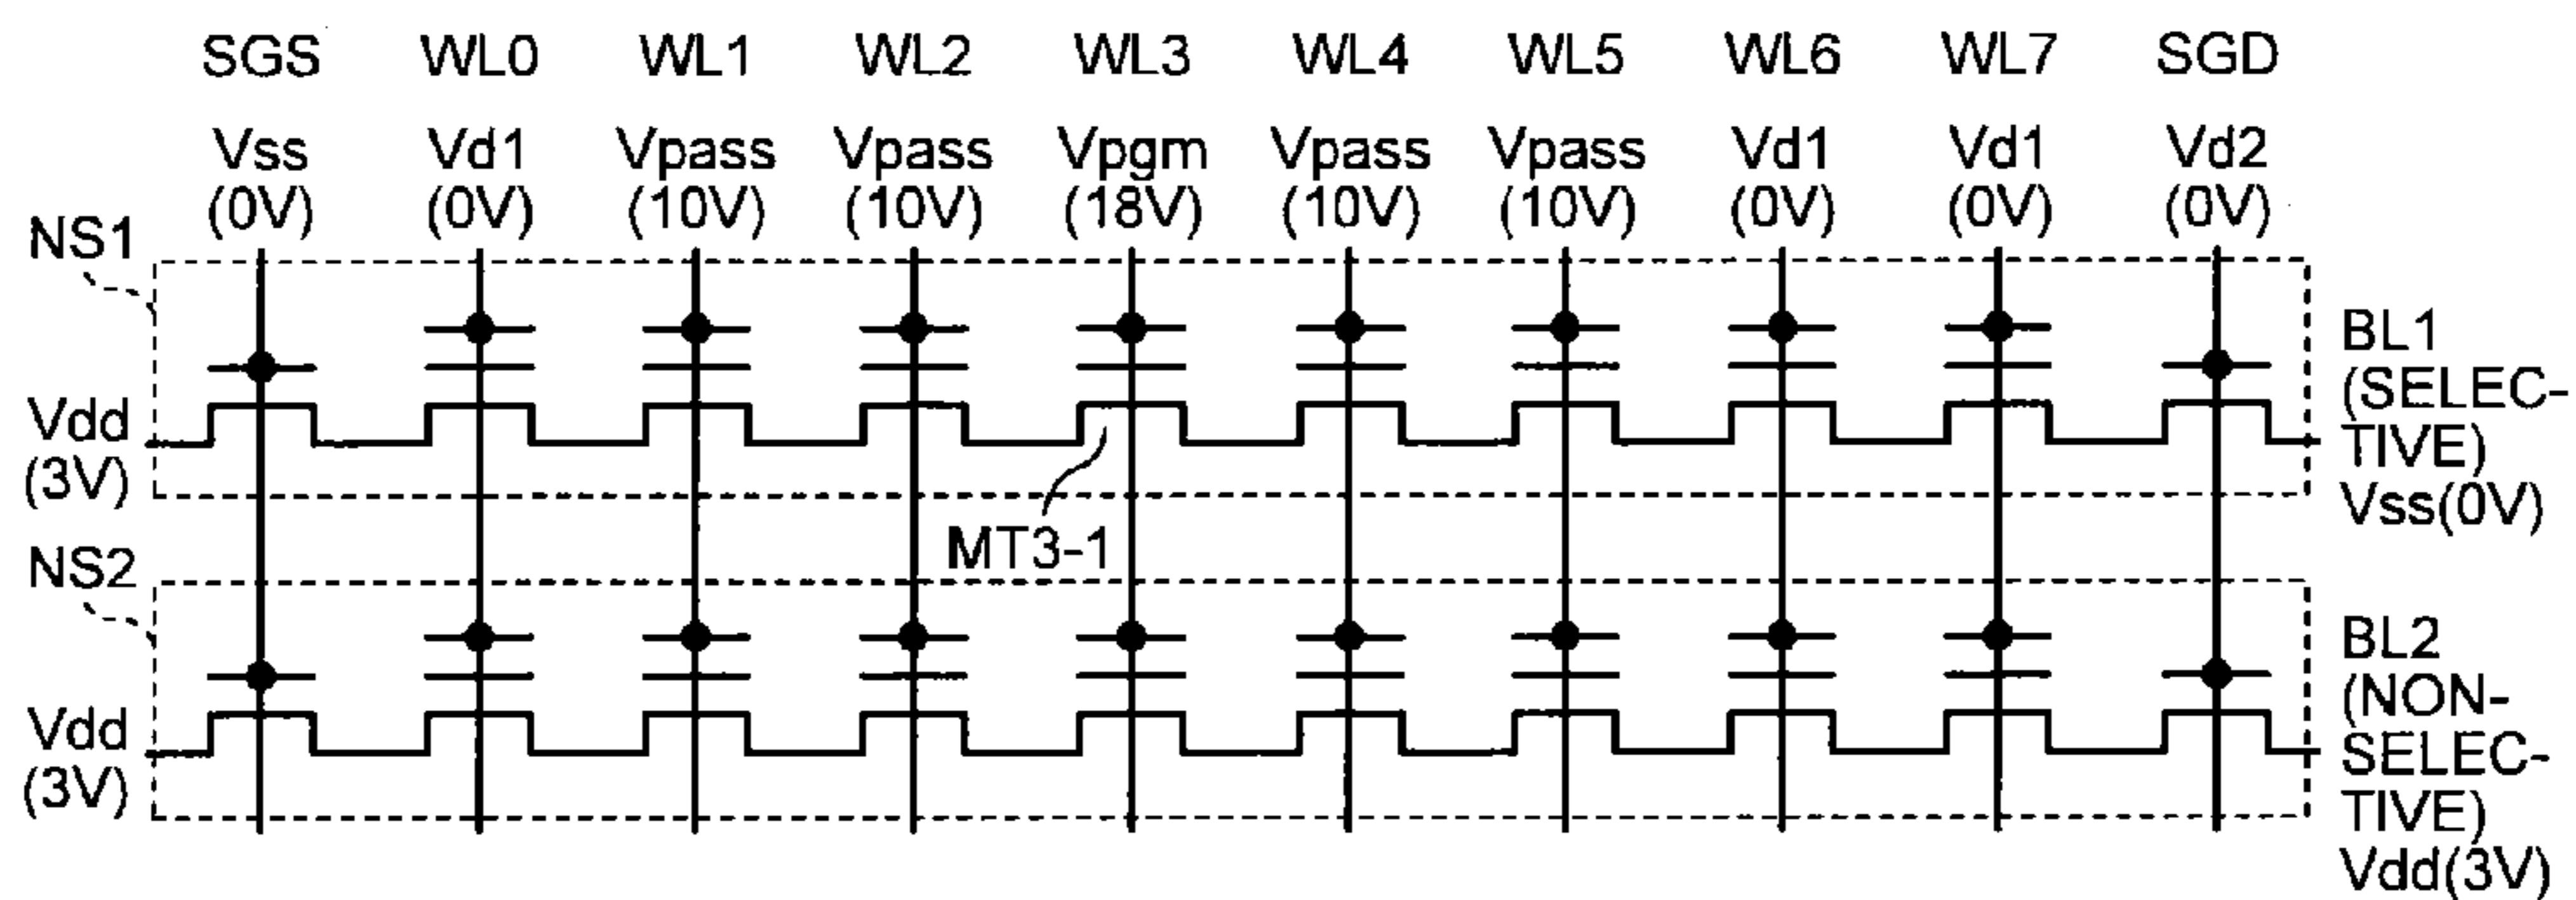 SGS WL0 WL1 WL2 WL3 WL4 WL5 WL6 WL7 SGD
Vss Vd1 Vpass Vpass Vpgm Vpass Vpass Vd1 Vd1 Vd2
(0V) (0V) (10V) (10V) (18V) (10V) (10V) (0V) (0V) (0V)
NS1
Vdd
(3V)
BL1
(SELEC-
TIVE)
Vss(0V)
MT3-1
NS2
Vdd
(3V)
BL2
(NON-
SELEC-
TIVE)
Vdd(3V)